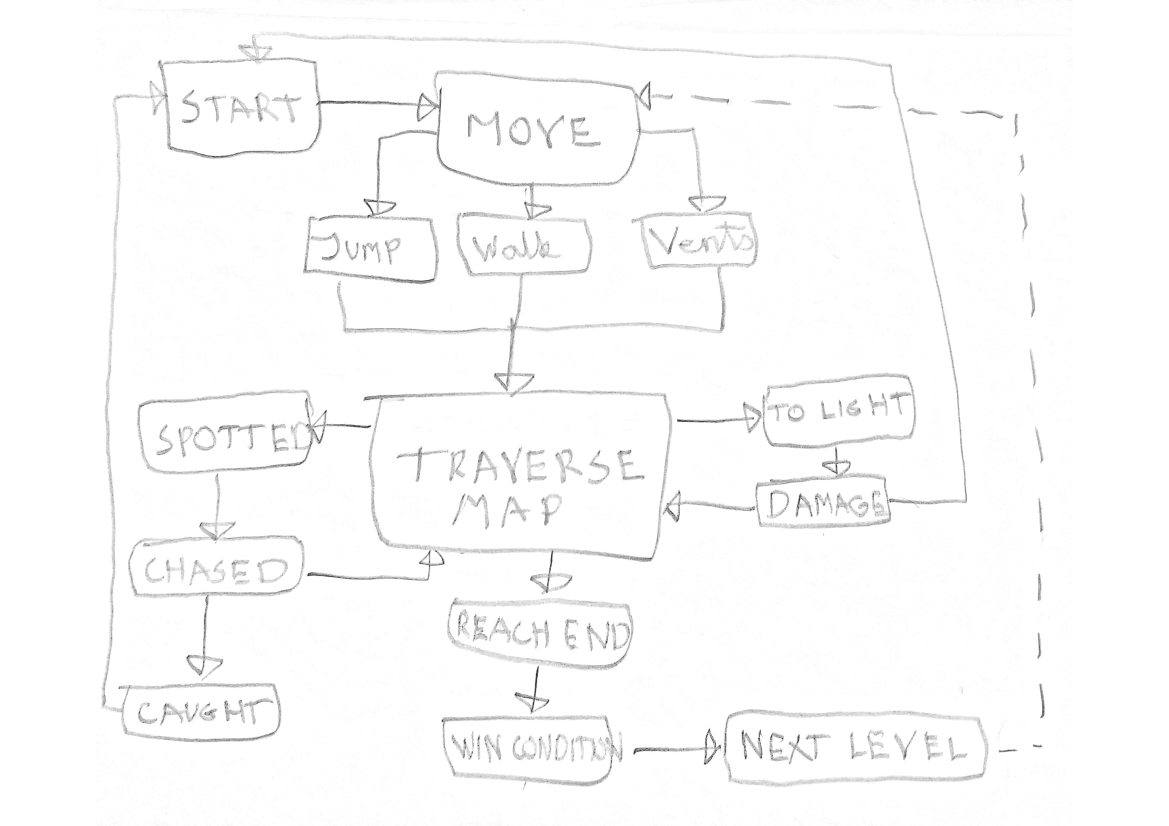 START
MOVE
JUMP
Walk
Vents
TO LIGHT
SPOTTED
TRAVERSE
MAP
DAMAGE
CHASED
REACH END
CAUGHT
WIN CONDITION
NEXT LEVEL